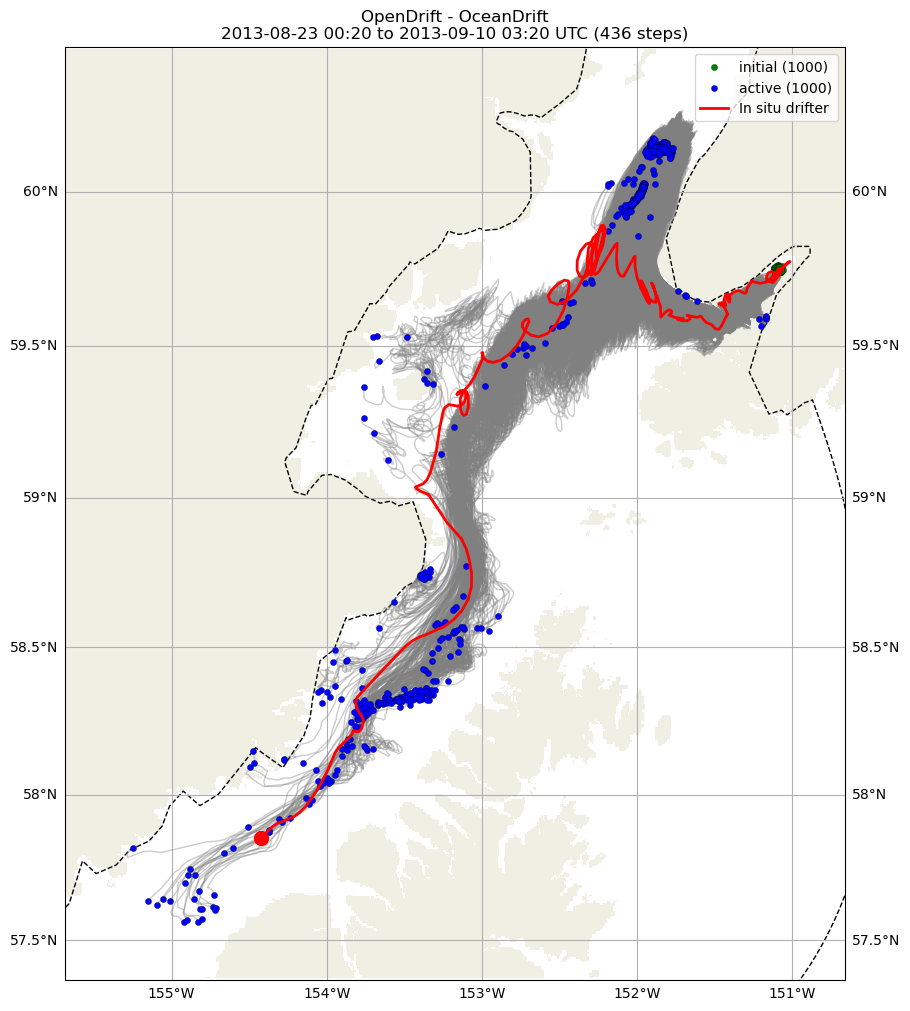 OpenDrift - OceanDrift
2013-08-23 00:20 to 2013-09-10 03:20 UTC (436 steps)
initial (1000)
active (1000)
In situ drifter
60°N
60°N
59.5°N
59.5°N
59°N
59°N
58.5°N
58.5°N
58°N
58°N
57.5°N
57.5°N
155°W
154°W
153°W
152°W
151°W